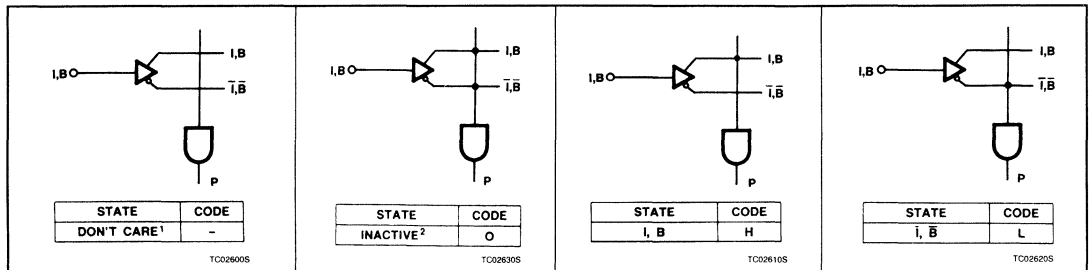 I,B
I,B
Ī,B̄
P
STATE CODE
DON'T CARE¹ –
TC02600S
I,B
I,B
Ī,B̄
P
STATE CODE
INACTIVE² O
TC02630S
I,B
I,B
Ī,B̄
P
STATE CODE
I, B H
TC02610S
I,B
I,B
Ī,B̄
P
STATE CODE
Ī, B̄ L
TC02620S